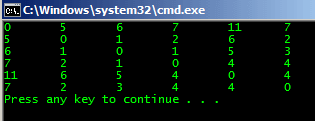 C:\Windows\system32\cmd.exe
0 5 6 7 11 7
5 0 1 2 6 2
6 1 0 1 5 3
7 2 1 0 4 4
11 6 5 4 0 4
7 2 3 4 4 0
Press any key to continue . . .